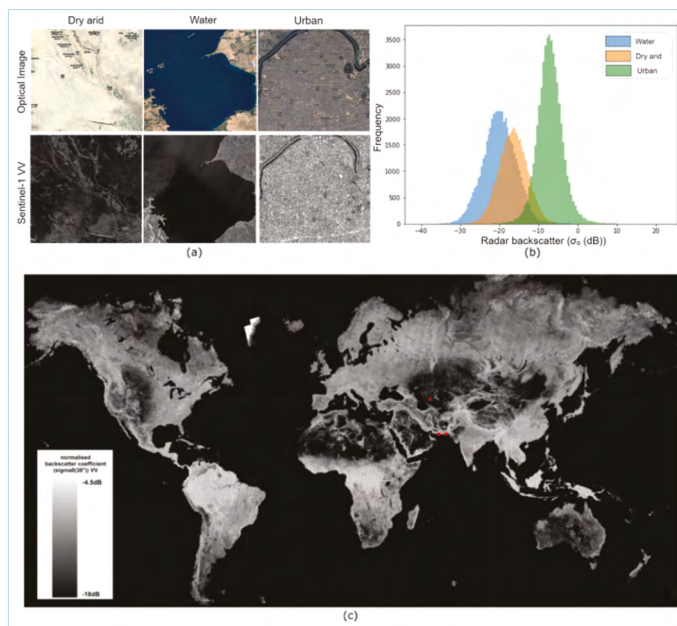 Dry arid
Water
Urban
Optical Image
Sentinel-1 VV
(a)
Frequency
3500
3000
2500
2000
1500
1000
500
0
-40
-30
-20
-10
0
10
20
Water
Dry arid
Urban
Radar backscatter (σ₀ (dB))
(b)
normalised
backscatter coefficient
(sigma0(38°)) VV
-4.5dB
-18dB
(c)